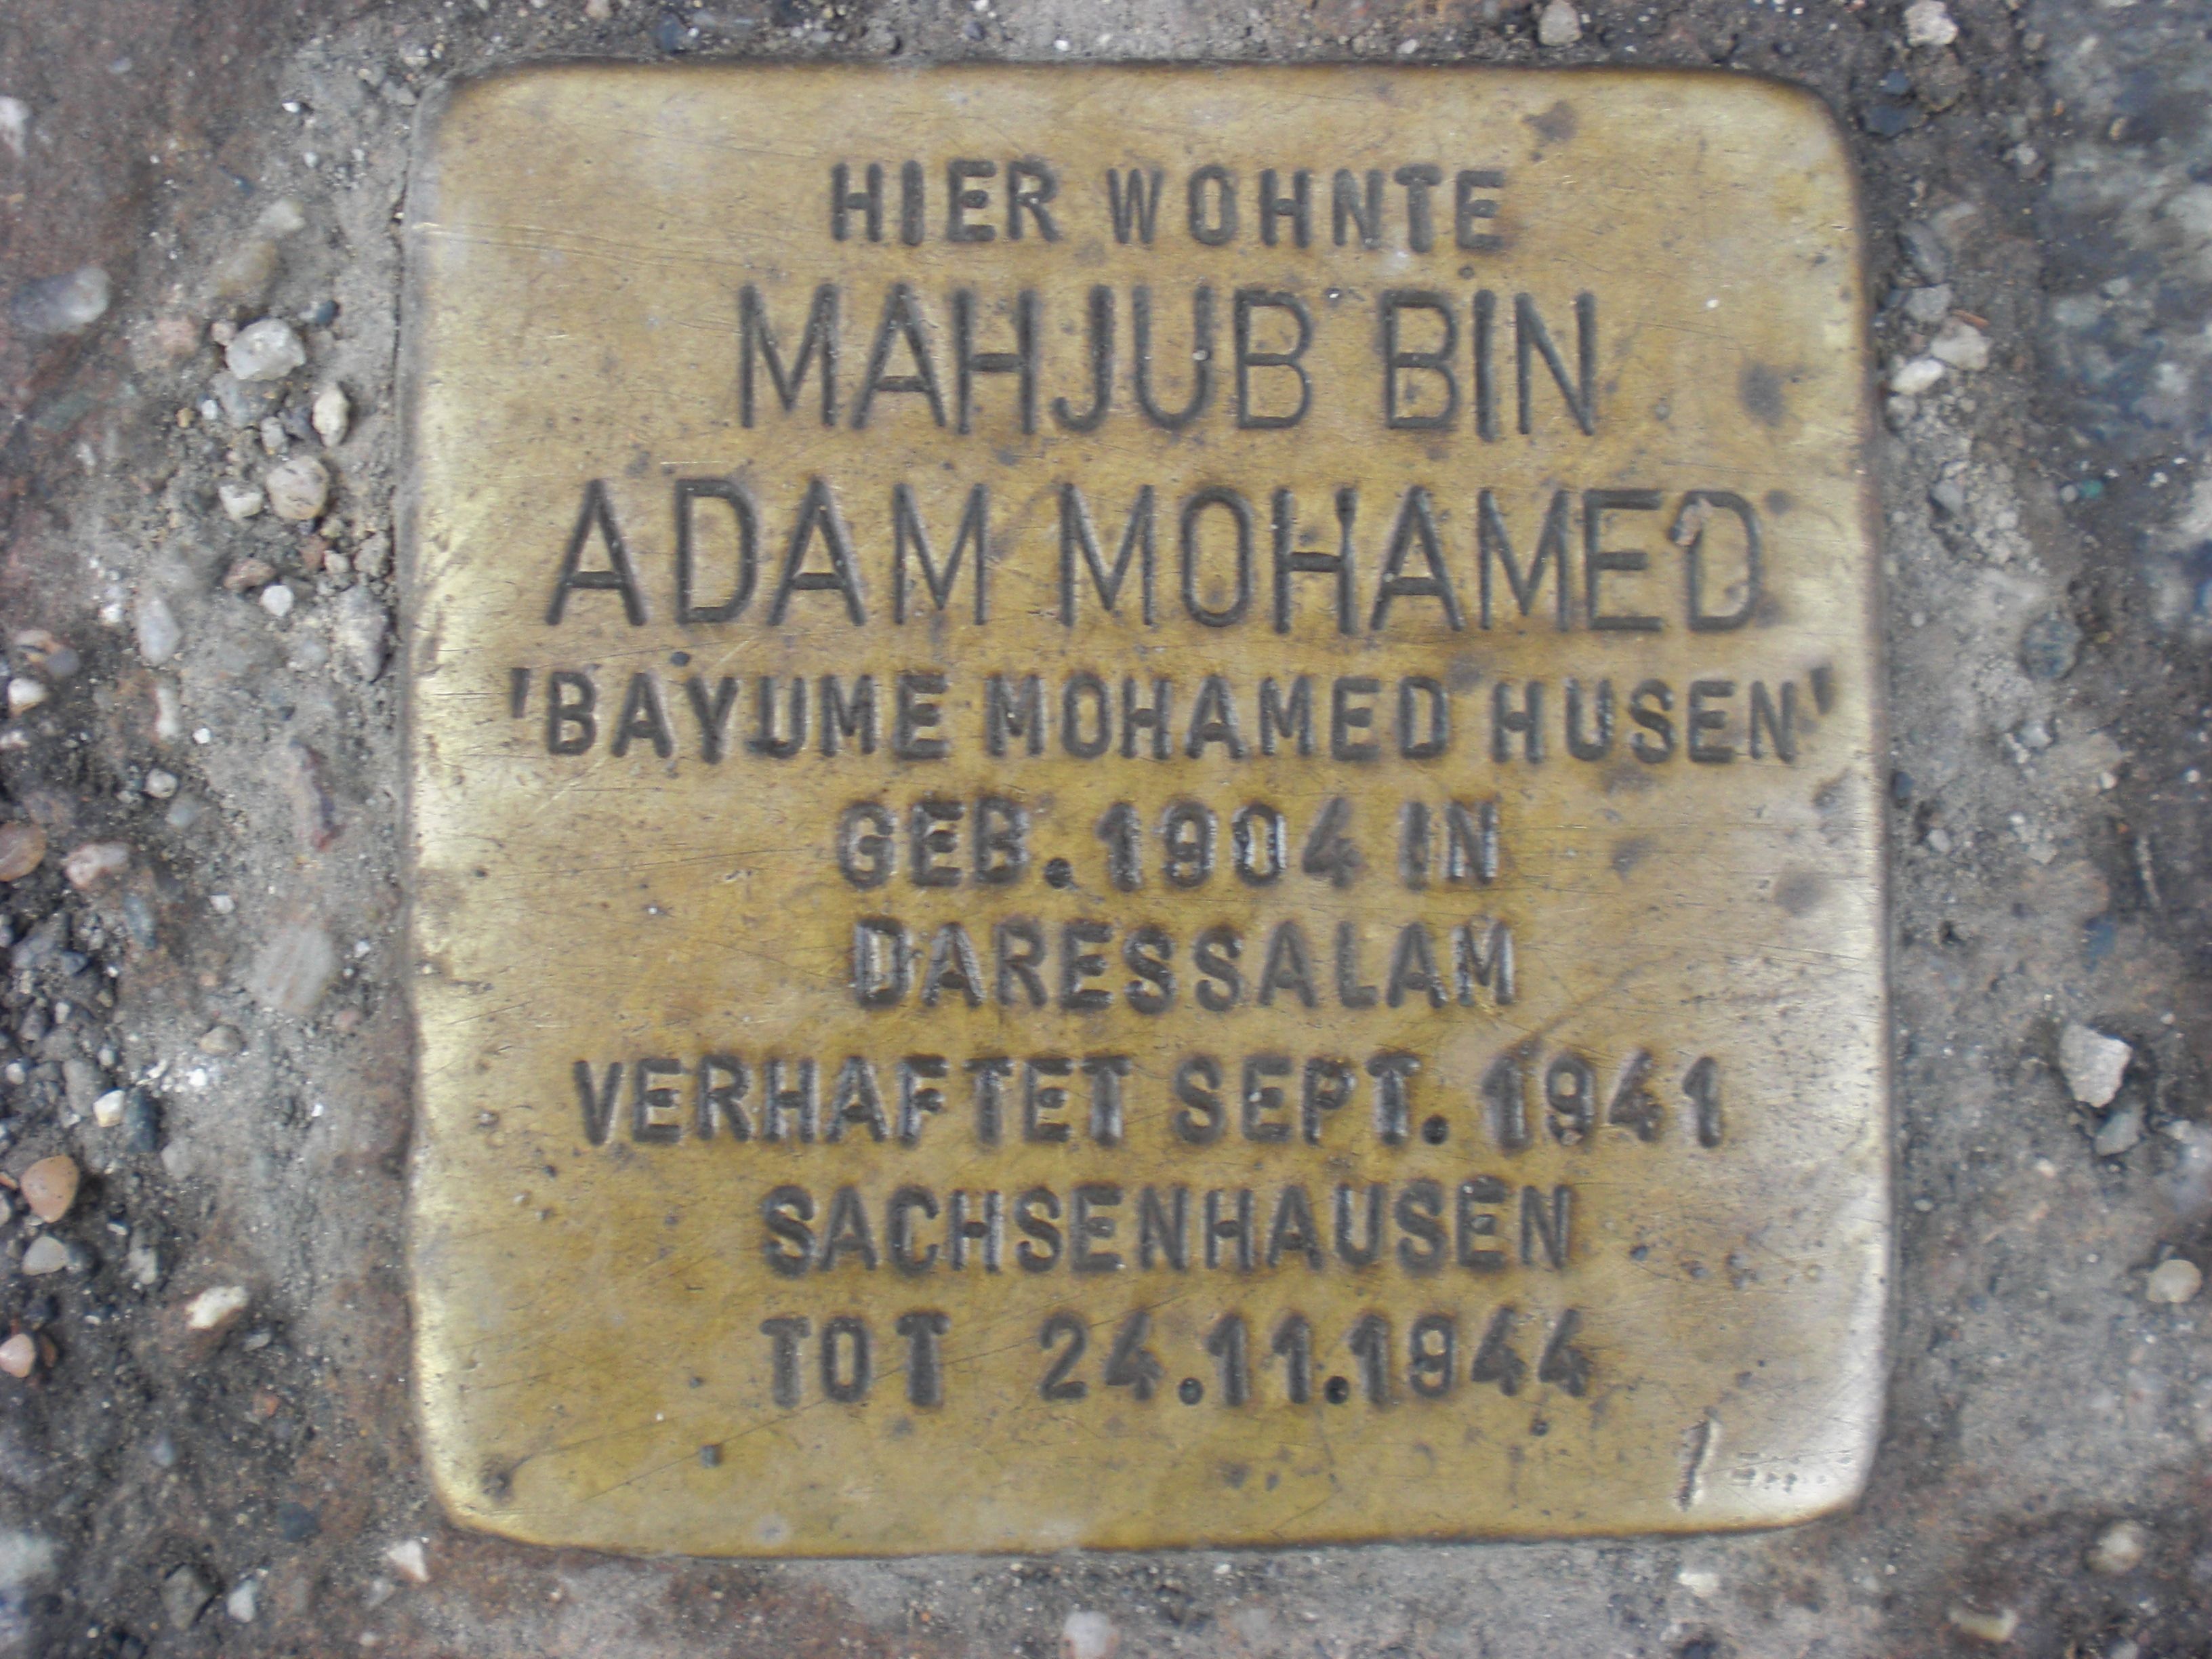 HIER WOHNTE
MAHJUB BIN
ADAM MOHAMED
'BAYUME MOHAMED HUSEN'
GEB. 1904 IN
DARESSALAM
VERHAFTET SEPT. 1941
SACHSENHAUSEN
TOT 24.11.1944